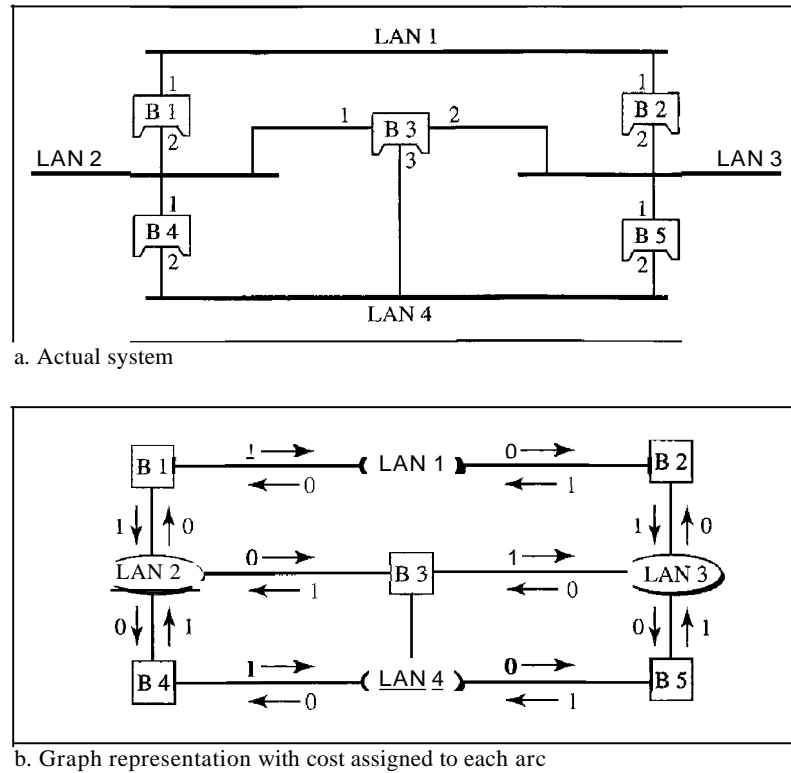 LAN 1
1 1
B 1 1 B 3 2 B 2
2 2
LAN 2 3 LAN 3
1 1
B 4 B 5
2 2
LAN 4
a. Actual system
B 1 1 0 LAN 1 0 1 B 2
1 0 1 0
LAN 2 0 1 B 3 1 0 LAN 3
0 1 0 1
B 4 1 0 LAN 4 0 1 B 5
b. Graph representation with cost assigned to each arc